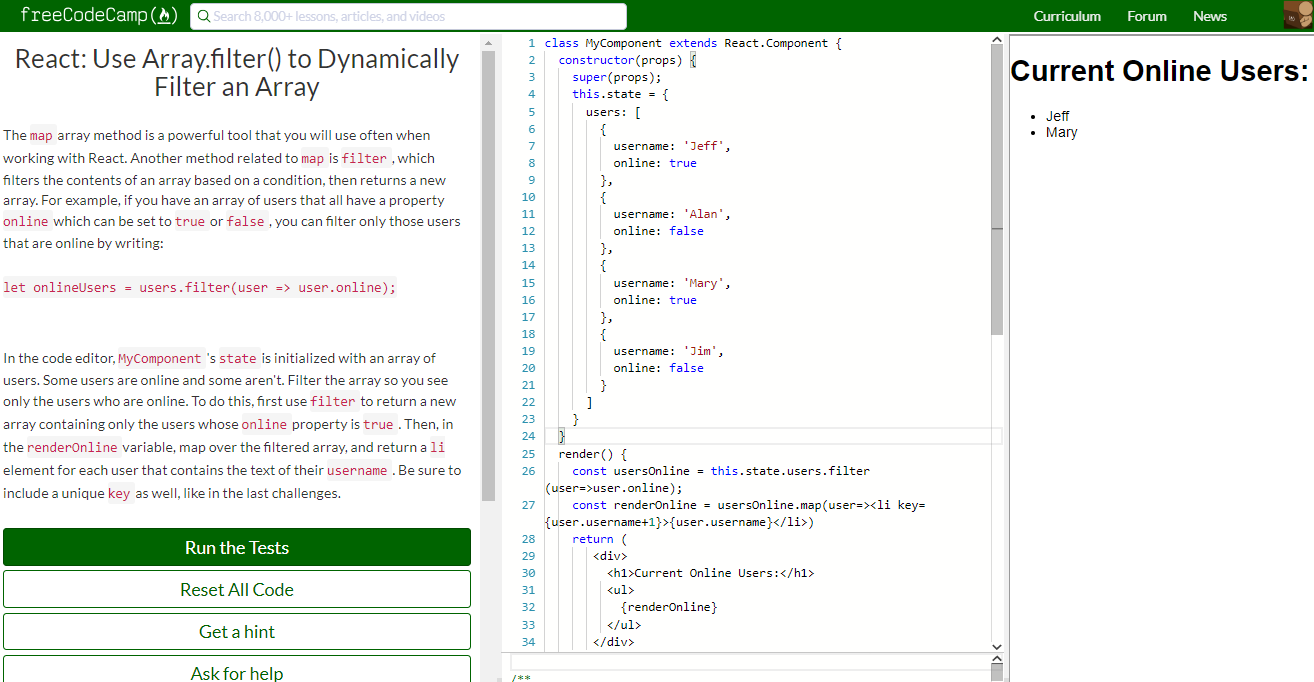 freeCodeCamp(🔥)
Search 8,000+ lessons, articles, and videos
Curriculum Forum News
React: Use Array.filter() to Dynamically
Filter an Array
The map array method is a powerful tool that you will use often when
working with React. Another method related to map is filter , which
filters the contents of an array based on a condition, then returns a new
array. For example, if you have an array of users that all have a property
online which can be set to true or false , you can filter only those users
that are online by writing:
let onlineUsers = users.filter(user => user.online);
In the code editor, MyComponent 's state is initialized with an array of
users. Some users are online and some aren't. Filter the array so you see
only the users who are online. To do this, first use filter to return a new
array containing only the users whose online property is true . Then, in
the renderOnline variable, map over the filtered array, and return a li
element for each user that contains the text of their username . Be sure to
include a unique key as well, like in the last challenges.
Run the Tests
Reset All Code
Get a hint
Ask for help
1 class MyComponent extends React.Component {
2 constructor(props) {
3 super(props);
4 this.state = {
5 users: [
6 {
7 username: 'Jeff',
8 online: true
9 },
10 {
11 username: 'Alan',
12 online: false
13 },
14 {
15 username: 'Mary',
16 online: true
17 },
18 {
19 username: 'Jim',
20 online: false
21 }
22 ]
23 }
24 }
25 render() {
26 const usersOnline = this.state.users.filter
(user=>user.online);
27 const renderOnline = usersOnline.map(user=><li key=
{user.username+1}>{user.username}</li>)
28 return (
29 <div>
30 <h1>Current Online Users:</h1>
31 <ul>
32 {renderOnline}
33 </ul>
34 </div>
/**
Current Online Users:
• Jeff
• Mary